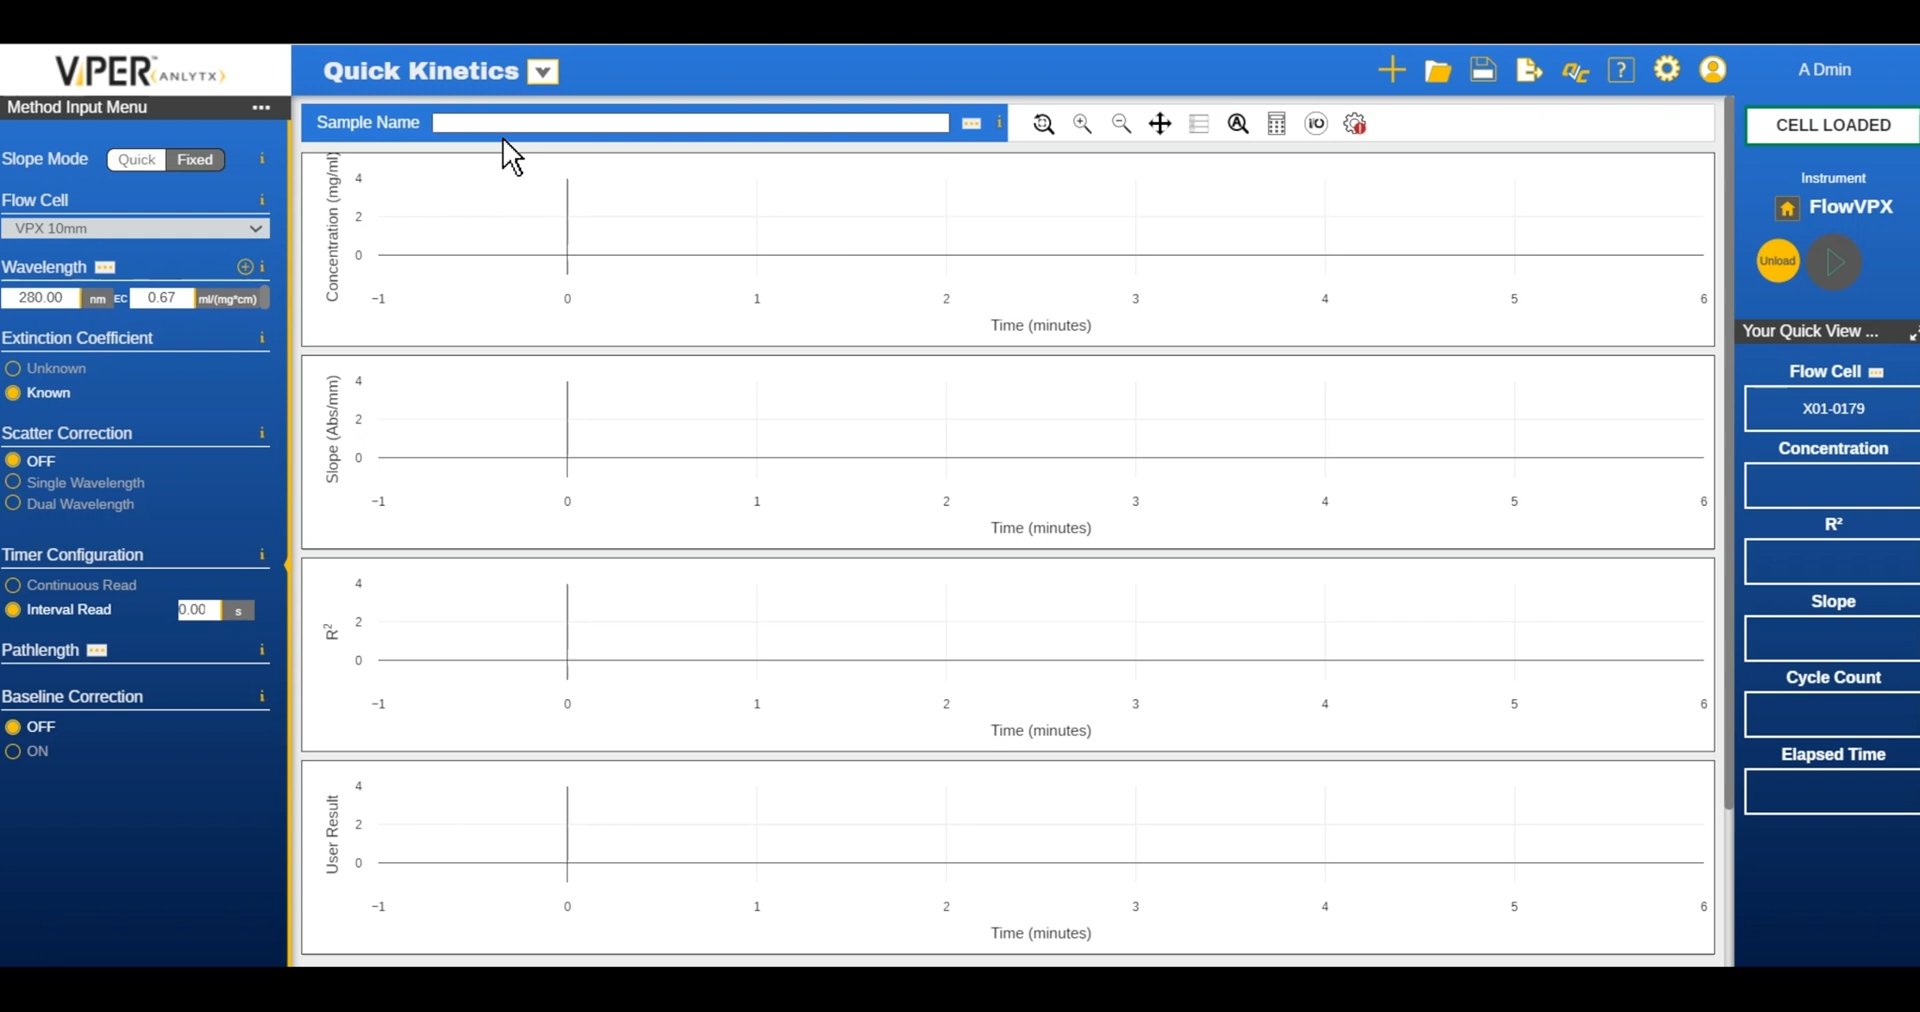 VIPER ANLYTX
Quick Kinetics
A Dmin
Method Input Menu
Sample Name
CELL LOADED
Slope Mode Quick Fixed
Flow Cell
VPX 10mm
Wavelength
280.00 nm EC 0.67 ml/(mg*cm)
Extinction Coefficient
Unknown
Known
Scatter Correction
OFF
Single Wavelength
Dual Wavelength
Timer Configuration
Continuous Read
Interval Read 0.00 s
Pathlength
Baseline Correction
OFF
ON
Concentration (mg/ml)
4
2
0
−1 0 1 2 3 4 5 6
Time (minutes)
Slope (Abs/mm)
4
2
0
−1 0 1 2 3 4 5 6
Time (minutes)
R²
4
2
0
−1 0 1 2 3 4 5 6
Time (minutes)
User Result
4
2
0
−1 0 1 2 3 4 5 6
Time (minutes)
Instrument
FlowVPX
Unload
Your Quick View ...
Flow Cell
X01-0179
Concentration
R²
Slope
Cycle Count
Elapsed Time